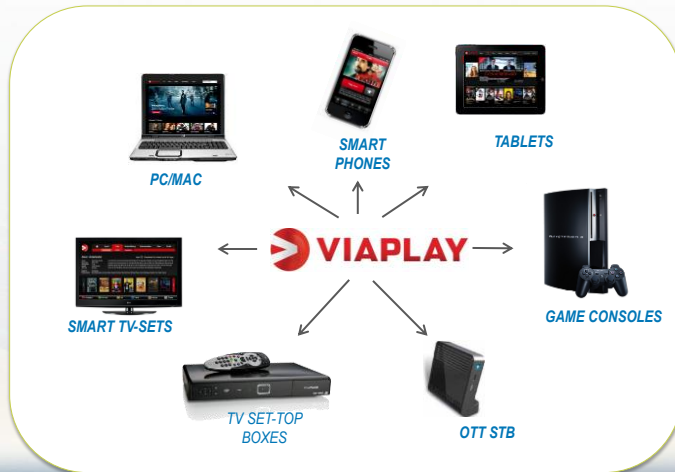 SMART
PHONES
TABLETS
PC/MAC
VIAPLAY
GAME CONSOLES
SMART TV-SETS
TV SET-TOP
BOXES
OTT STB